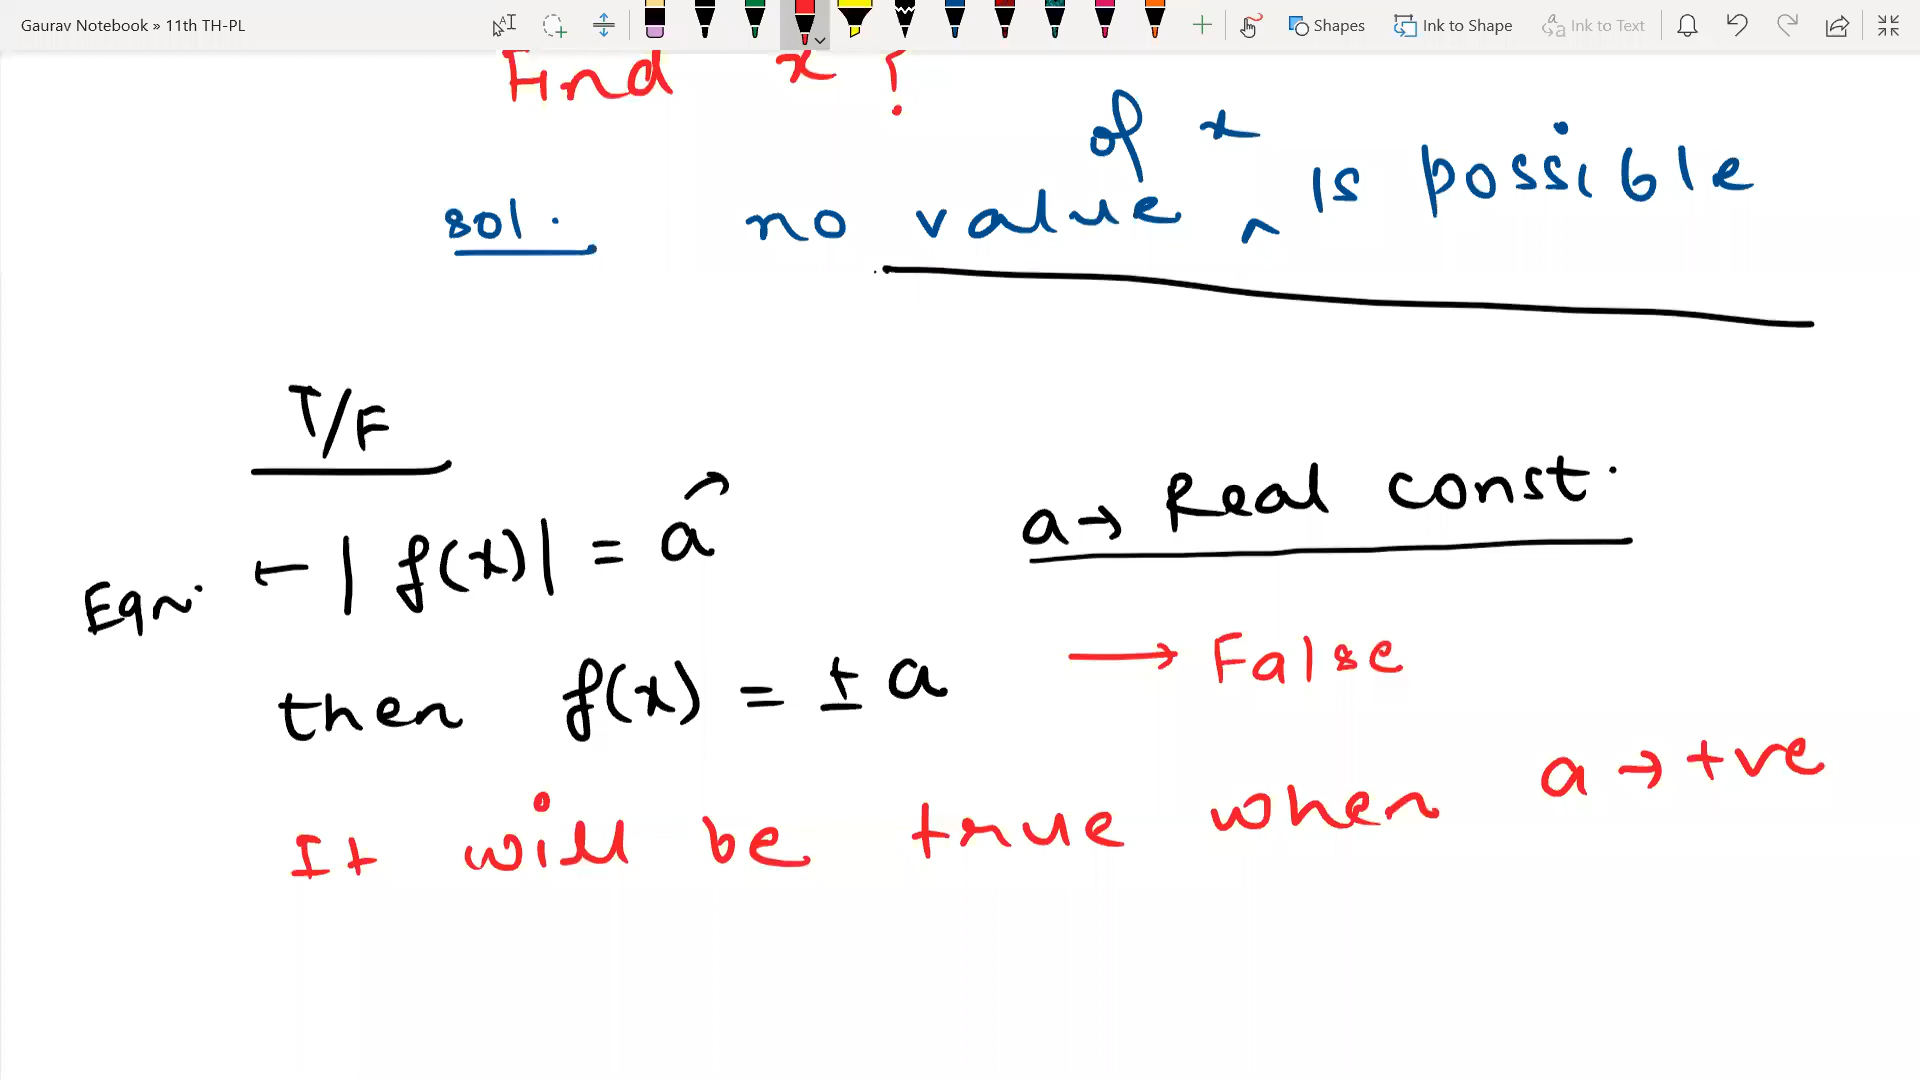 Gaurav Notebook » 11th TH-PL
Shapes
Ink to Shape
Ink to Text
Find x?
sol. no value ^ of x is possible
T/F
Eqn. ← | f(x)| = a
a → Real const.
then f(x) = ± a
→ False
It will be true when a → +ve